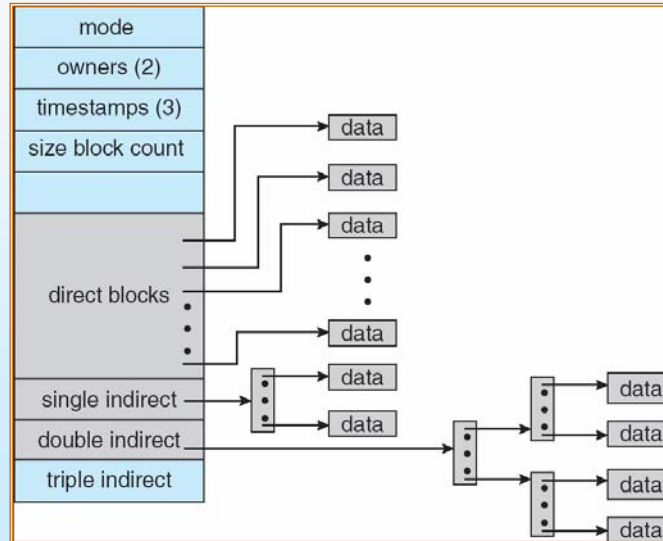 mode
owners (2)
timestamps (3)
size block count
direct blocks
single indirect
double indirect
triple indirect
data
data
data
data
data
data
data
data
data
data